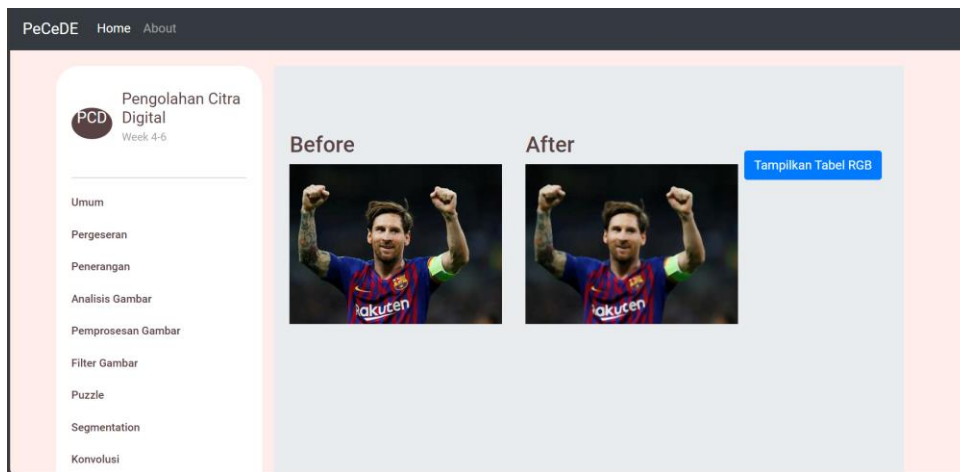 PeCeDE Home About
PCD
Pengolahan Citra
Digital
Week 4-6
Before
After
Tampilkan Tabel RGB
Rakuten
Rakuten
Umum
Pergeseran
Penerangan
Analisis Gambar
Pemprosesan Gambar
Filter Gambar
Puzzle
Segmentation
Konvolusi